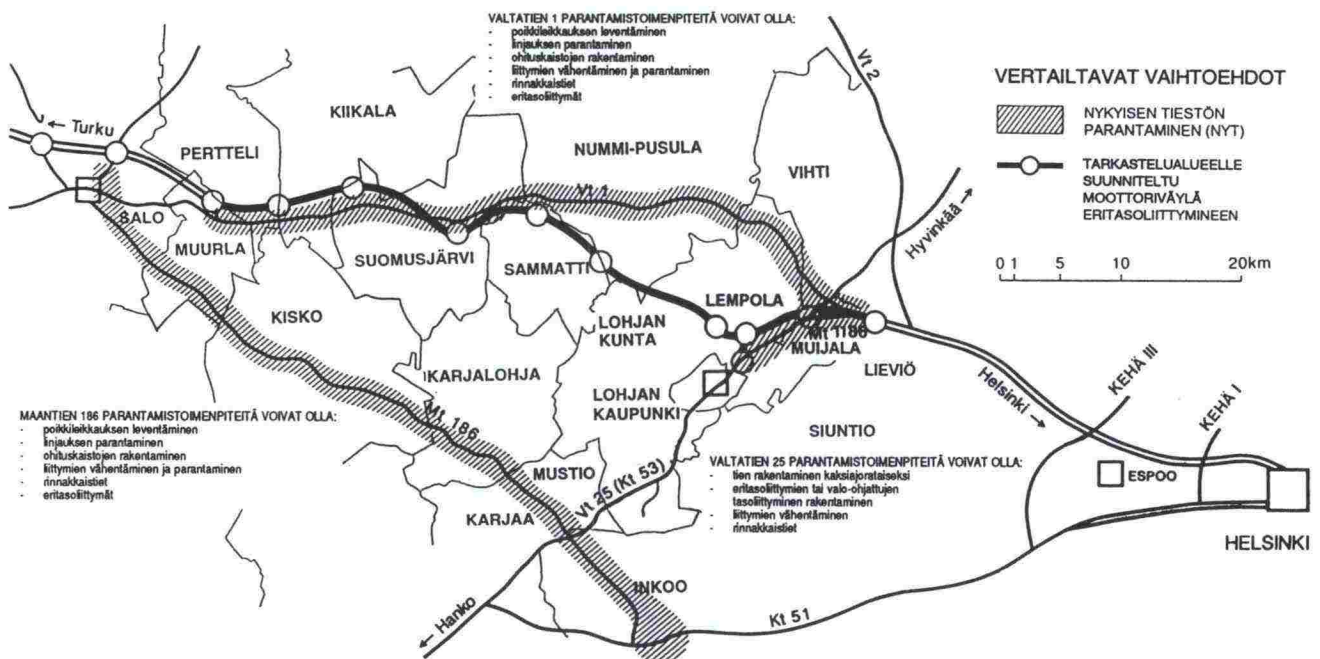 VALTATIEN 1 PARANTAMISTOIMENPITEITÄ VOIVAT OLLA:
- poikkileikkauksen leventäminen
- linjauksen parantaminen
- ohituskaistojen rakentaminen
- liittymien vähentäminen ja parantaminen
- rinnakkaistiet
- eritasoliittymät
Vt 2
VERTAILTAVAT VAIHTOEHDOT
NYKYISEN TIESTÖN
PARANTAMINEN (NYT)
TARKASTELUALUEELLE
SUUNNITELTU
MOOTTORIVÄYLÄ
ERITASOLIITTYMINEEN
0 1 5 10 20km
← Turku
KIIKALA
PERTTELI
NUMMI-PUSULA
VIHTI
Vt 1
SALO
MUURLA
SUOMUSJÄRVI
SAMMATTI
Hyvinkää →
KISKO
LEMPOLA
LOHJAN
KUNTA
Mt 1186
MUIJALA
LIEVIÖ
KARJALOHJA
LOHJAN
KAUPUNKI
Helsinki →
KEHÄ III
KEHÄ I
SIUNTIO
MAANTIEN 186 PARANTAMISTOIMENPITEITÄ VOIVAT OLLA:
- poikkileikkauksen leventäminen
- linjauksen parantaminen
- ohituskaistojen rakentaminen
- liittymien vähentäminen ja parantaminen
- rinnakkaistiet
- eritasoliittymät
Mt 186
MUSTIO
Vt 25 (Kt 53)
KARJAA
VALTATIEN 25 PARANTAMISTOIMENPITEITÄ VOIVAT OLLA:
- tien rakentaminen kaksiajorataiseksi
- eritasoliittymien tai valo-ohjattujen
tasoliittyminen rakentaminen
- liittymien vähentäminen
- rinnakkaistiet
ESPOO
HELSINKI
INKOO
← Hanko
Kt 51